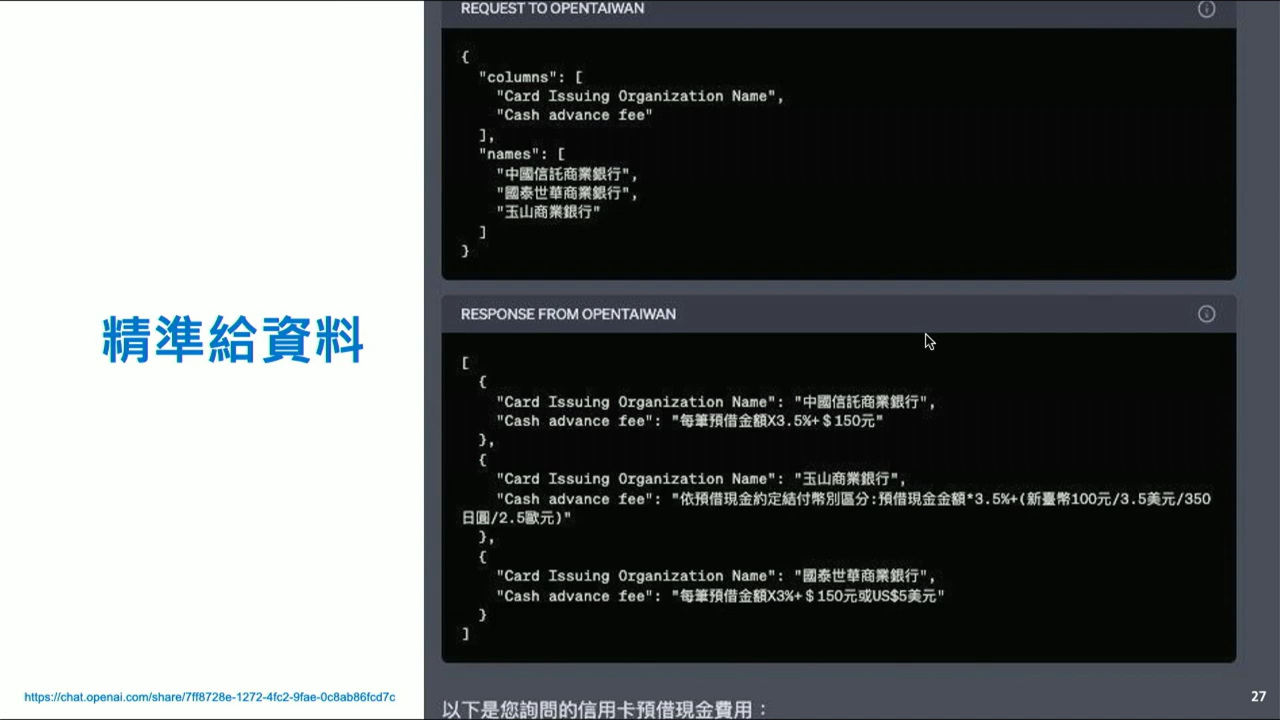 精準給資料
https://chat.openai.com/share/7ff8728e-1272-4fc2-9fae-0c8ab86fcd7c
REQUEST TO OPENTAIWAN
{
"columns": [
"Card Issuing Organization Name",
"Cash advance fee"
],
"names": [
"中國信託商業銀行",
"國泰世華商業銀行",
"玉山商業銀行"
]
}
RESPONSE FROM OPENTAIWAN
[
{
"Card Issuing Organization Name": "中國信託商業銀行",
"Cash advance fee": "每筆預借金額X3.5%+＄150元"
},
{
"Card Issuing Organization Name": "玉山商業銀行",
"Cash advance fee": "依預借現金約定結付幣別區分:預借現金金額*3.5%+(新臺幣100元/3.5美元/350
日圓/2.5歐元)"
},
{
"Card Issuing Organization Name": "國泰世華商業銀行",
"Cash advance fee": "每筆預借金額X3%+＄150元或US$5美元"
}
]
以下是您詢問的信用卡預借現金費用：
27